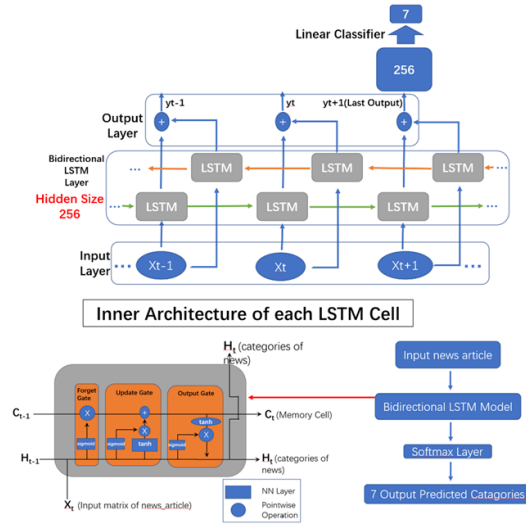 7
Linear Classifier
256
yt-1
yt
yt+1(Last Output)
Output
Layer
+
+
+
Bidirectional
LSTM
Layer
... LSTM LSTM LSTM ...
Hidden Size
256
... LSTM LSTM LSTM ...
Input
Layer
... Xt-1 Xt Xt+1 ...
Inner Architecture of each LSTM Cell
Ht (categories of
news)
Forget
Gate
Update Gate
Output Gate
Ct-1
X
+
tanh
Ct (Memory Cell)
X
X
sigmoid
sigmoid
tanh
sigmoid
Ht-1
Ht (categories of
news)
Xt (Input matrix of news_article)
NN Layer
Pointwise
Operation
Input news article
Bidirectional LSTM Model
Softmax Layer
7 Output Predicted Catagories